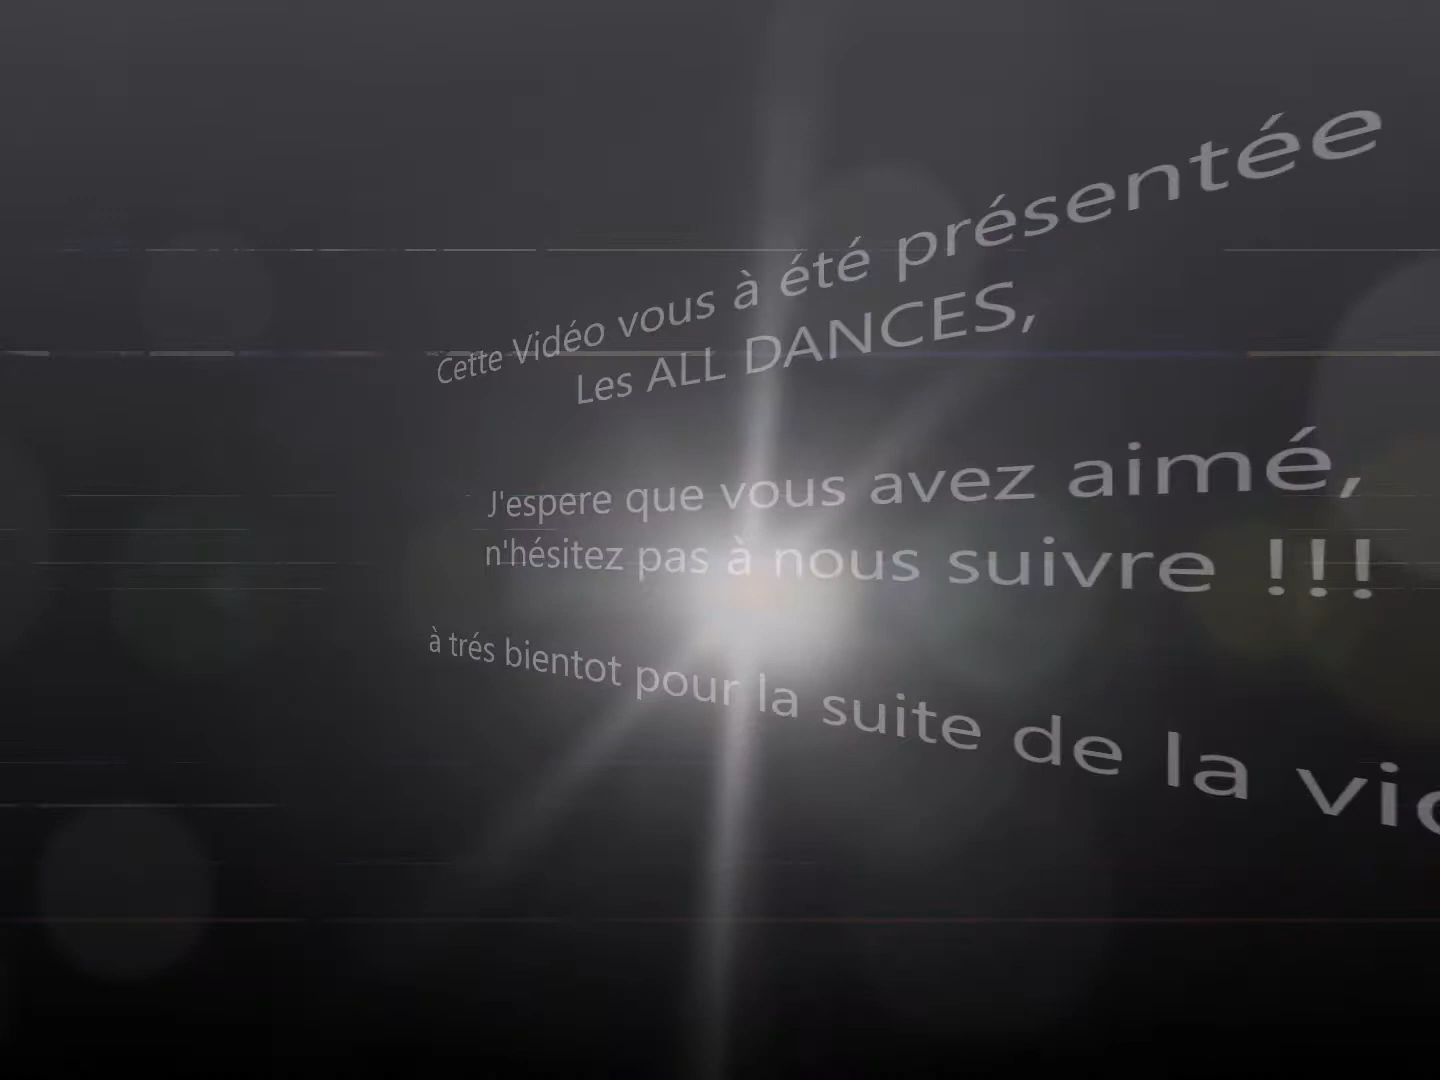 Cette Vidéo vous à été présentée
Les ALL DANCES,
J'espere que vous avez aimé,
n'hésitez pas à nous suivre !!!
à trés bientot pour la suite de la